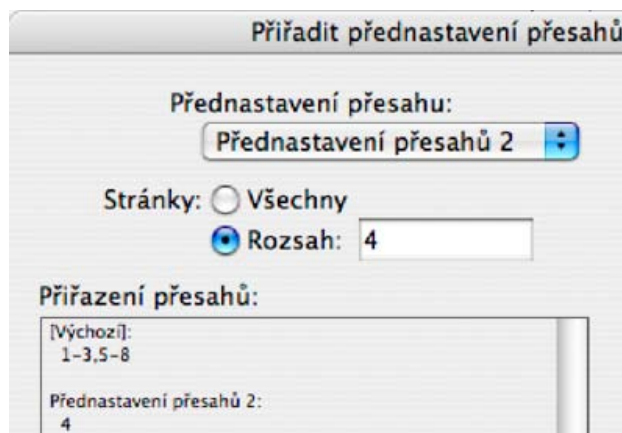 Přiřadit přednastavení přesahů
Přednastavení přesahu:
Přednastavení přesahů 2
Stránky: Všechny
Rozsah: 4
Přiřazení přesahů:
[Výchozí]:
1-3,5-8
Přednastavení přesahů 2:
4